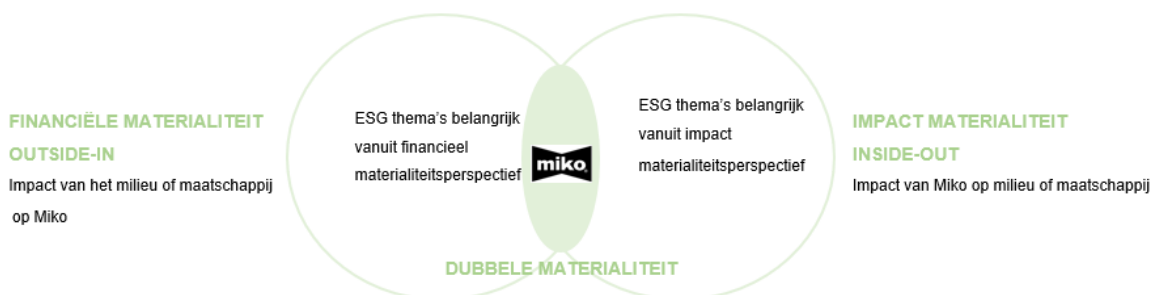 FINANCIËLE MATERIALITEIT
OUTSIDE-IN
Impact van het milieu of maatschappij
op Miko
ESG thema's belangrijk
vanuit financieel
materialiteitsperspectief
miko
ESG thema's belangrijk
vanuit impact
materialiteitsperspectief
IMPACT MATERIALITEIT
INSIDE-OUT
Impact van Miko op milieu of maatschappij
DUBBELE MATERIALITEIT